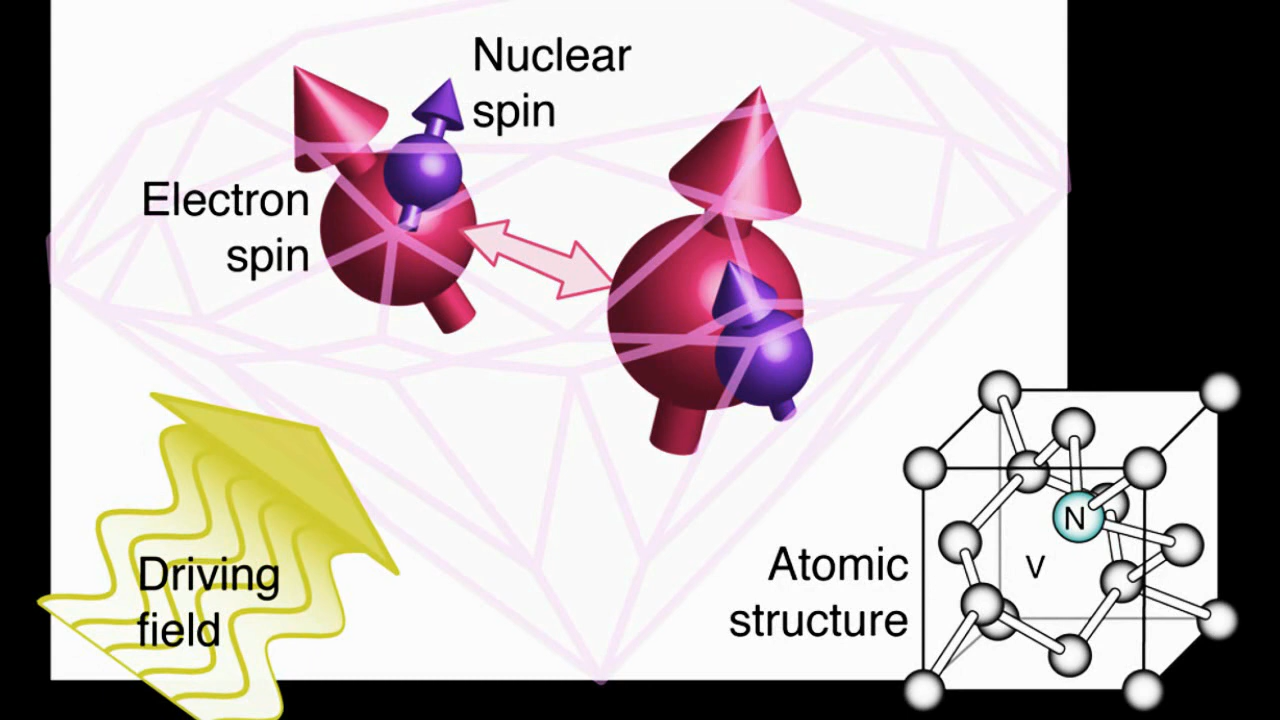 Nuclear
spin
Electron
spin
Driving
field
Atomic
structure
N
V